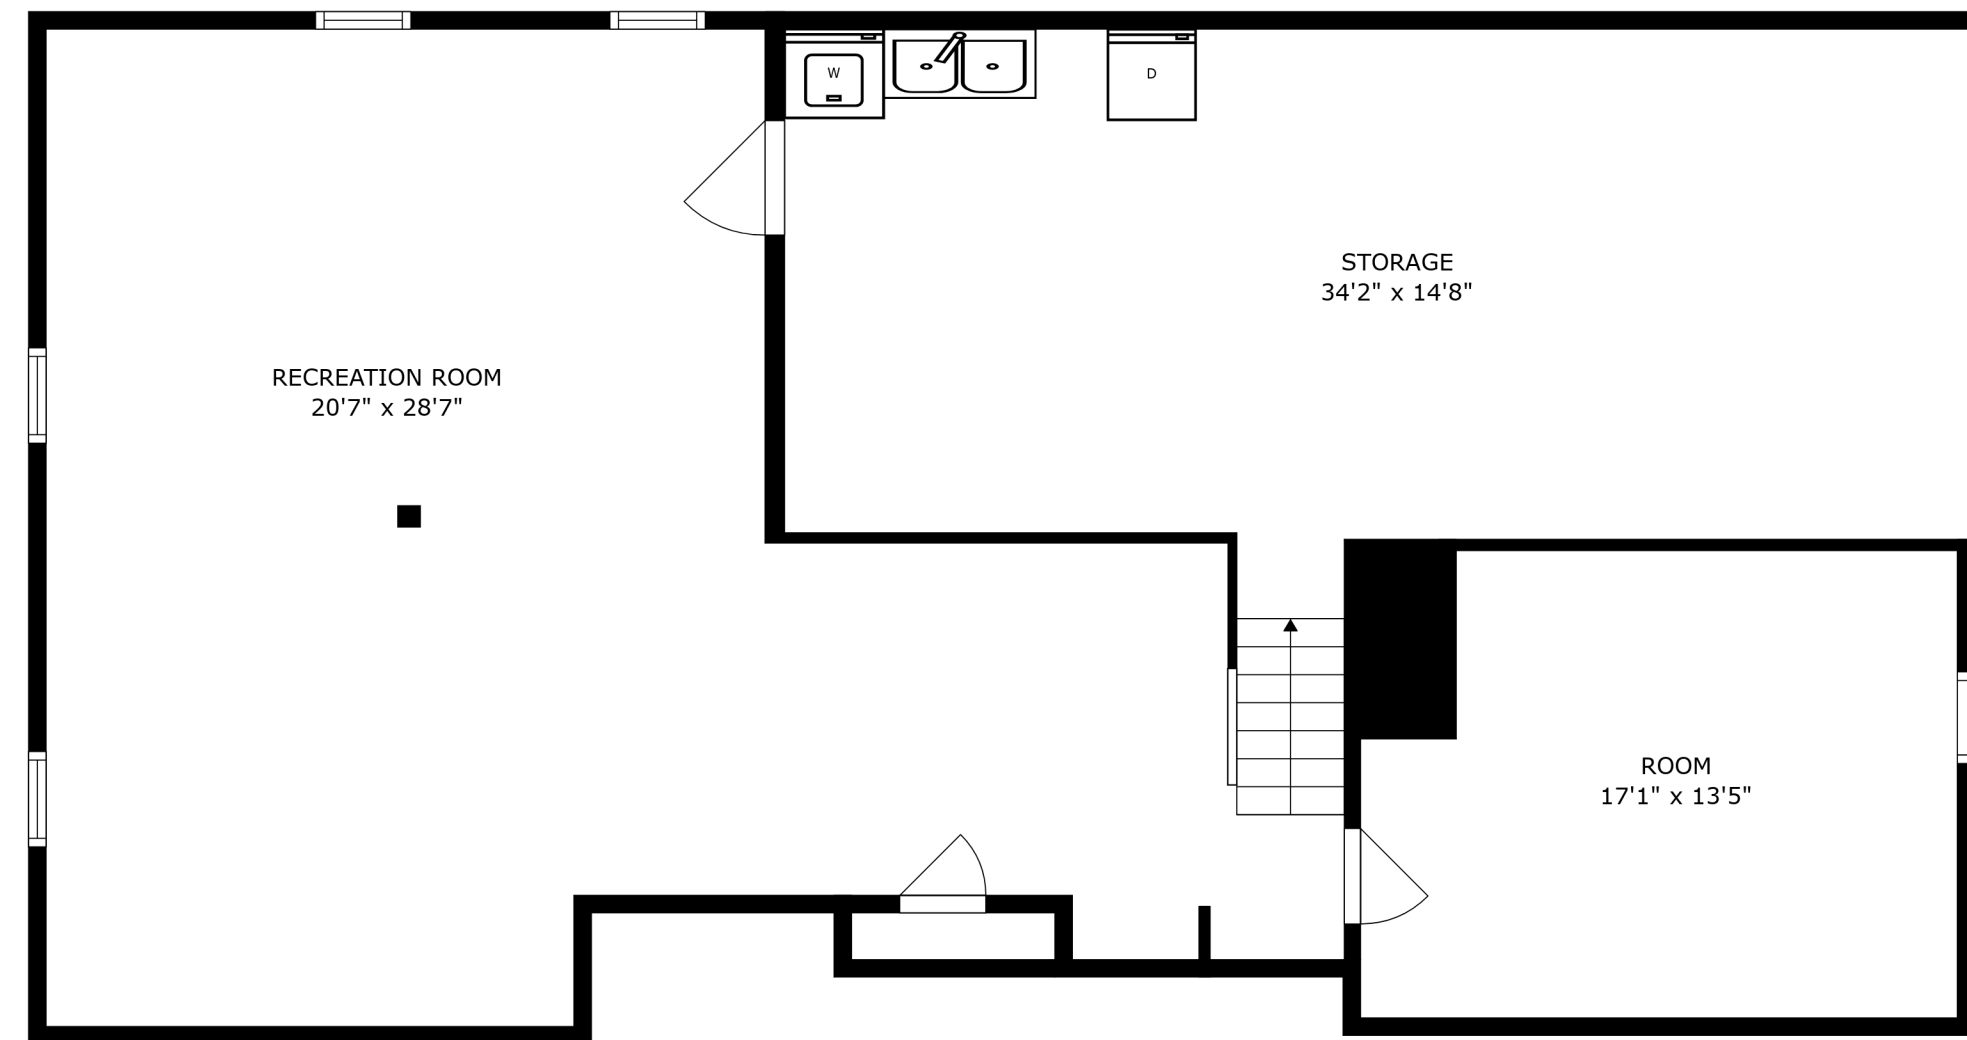 W
D
STORAGE
34'2" x 14'8"
RECREATION ROOM
20'7" x 28'7"
ROOM
17'1" x 13'5"